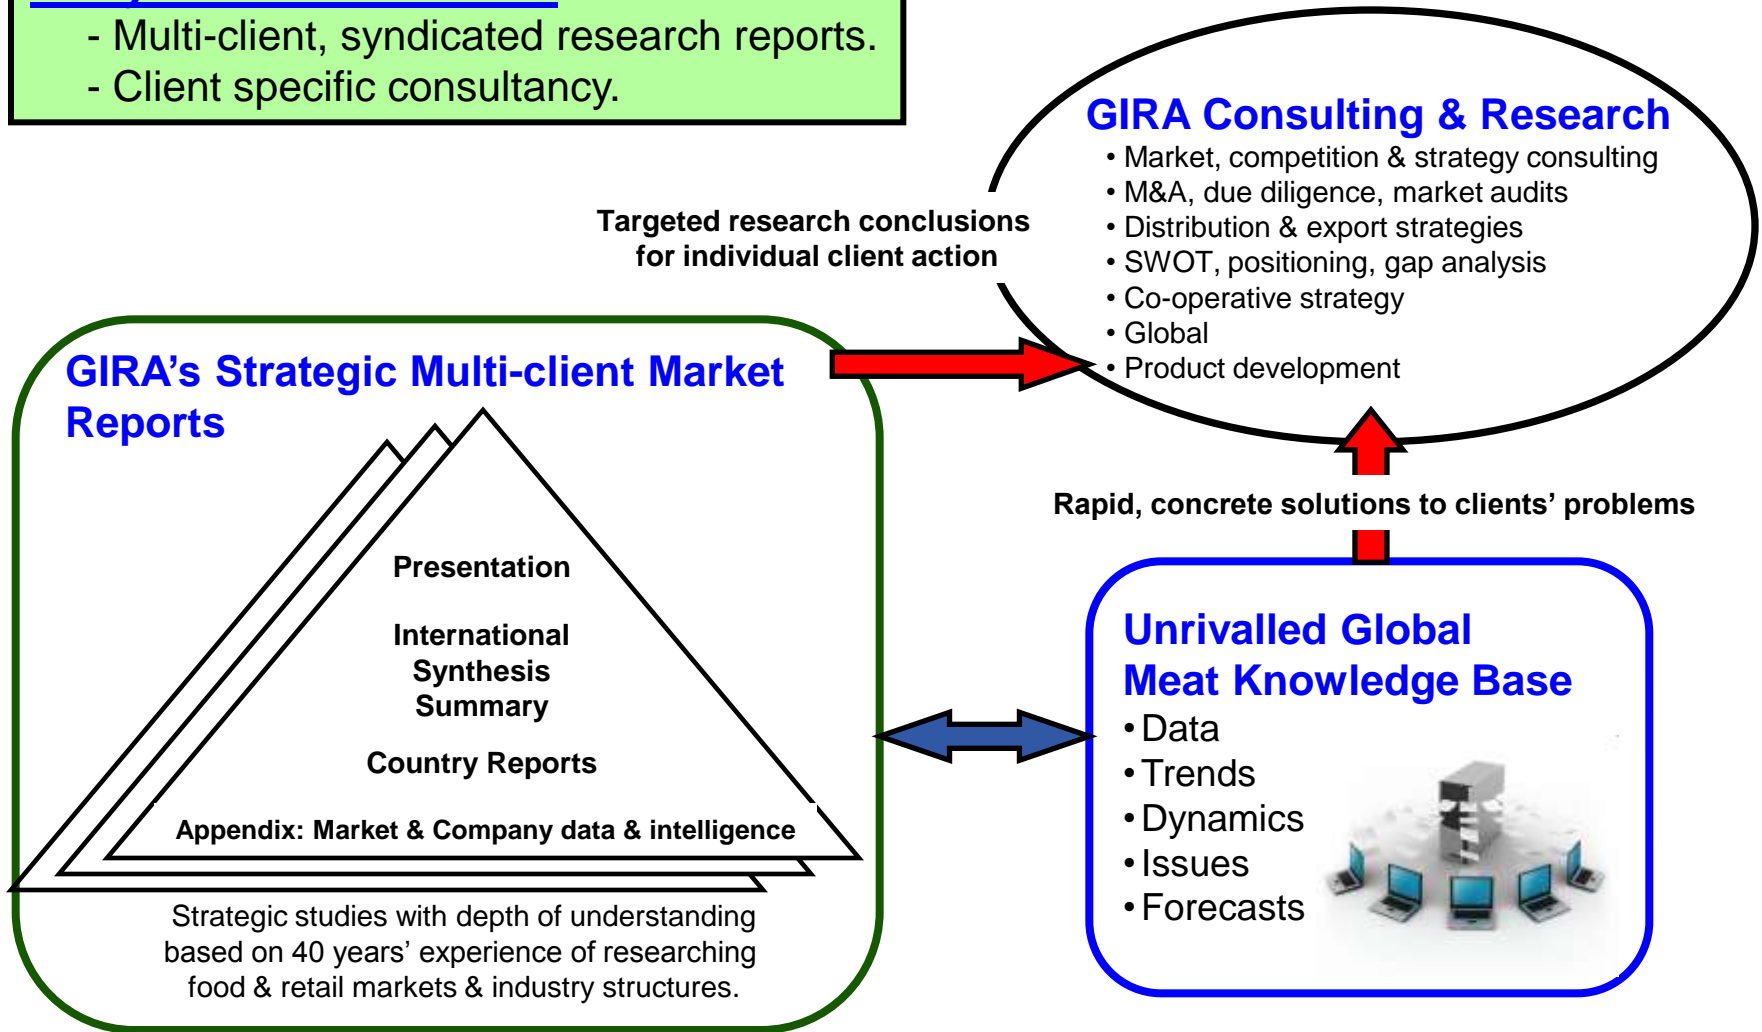 - Multi-client, syndicated research reports.
- Client specific consultancy.
GIRA Consulting & Research
• Market, competition & strategy consulting
• M&A, due diligence, market audits
• Distribution & export strategies
• SWOT, positioning, gap analysis
• Co-operative strategy
• Global
• Product development
Targeted research conclusions
for individual client action
GIRA’s Strategic Multi-client Market
Reports
Presentation
International
Synthesis
Summary
Country Reports
Appendix: Market & Company data & intelligence
Strategic studies with depth of understanding
based on 40 years’ experience of researching
food & retail markets & industry structures.
Rapid, concrete solutions to clients’ problems
Unrivalled Global
Meat Knowledge Base
• Data
• Trends
• Dynamics
• Issues
• Forecasts